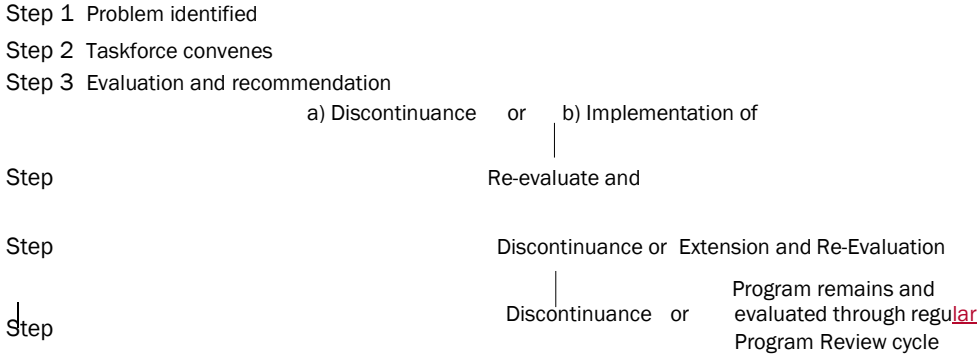 Step 1 Problem identified
Step 2 Taskforce convenes
Step 3 Evaluation and recommendation
a) Discontinuance or b) Implementation of
Step Re-evaluate and
Step Discontinuance or Extension and Re-Evaluation
Program remains and
Discontinuance or evaluated through regular
Step
Program Review cycle